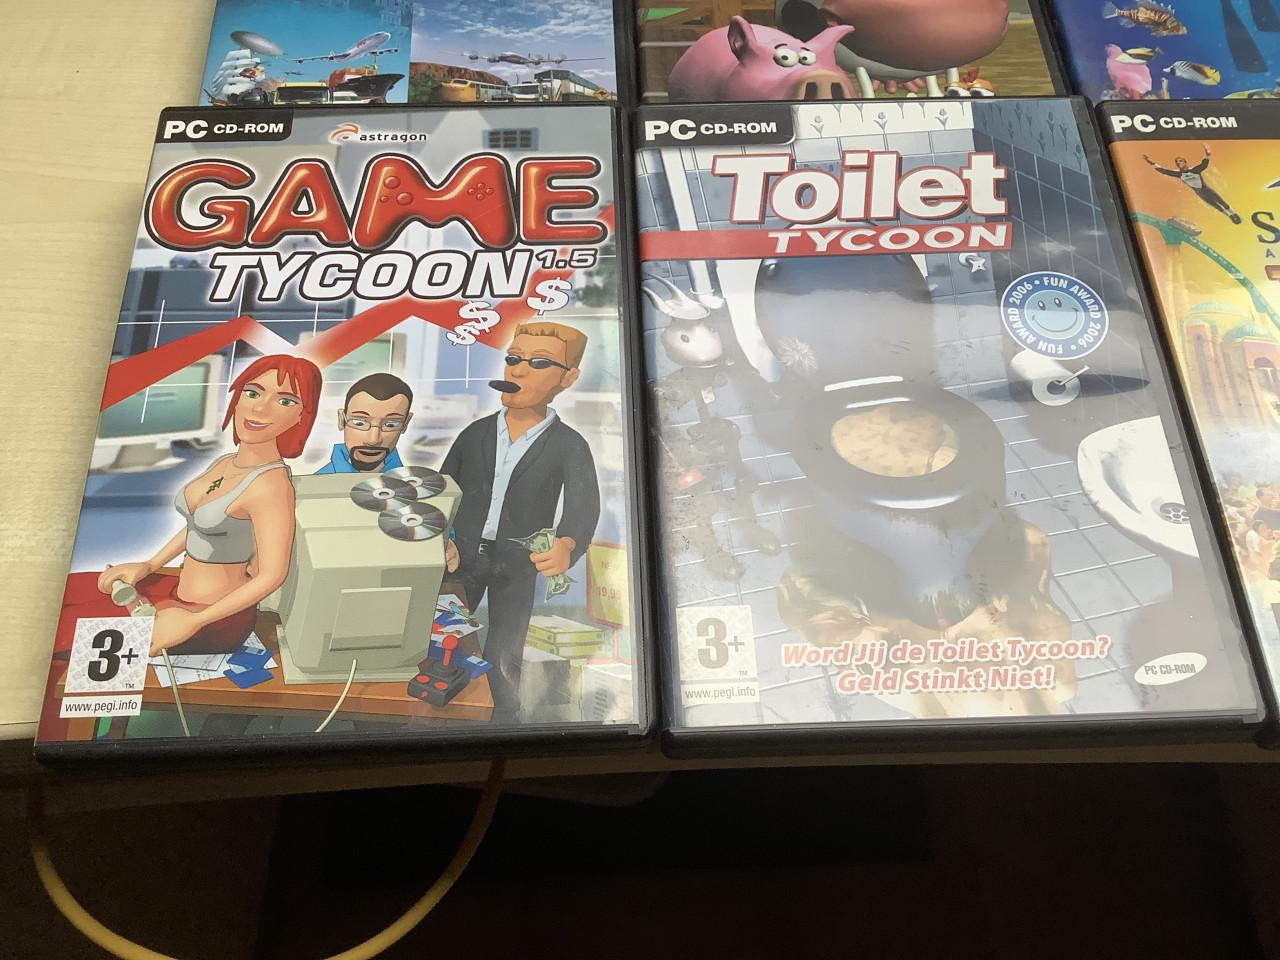 PC CD-ROM
astragon
GAME
TYCOON 1.5
$
$
$
3+
www.pegi.info
PC CD-ROM
Toilet
TYCOON
2006 • FUN AWARD 2006 • FUN AWARD
3+
www.pegi.info
Word Jij de Toilet Tycoon?
Geld Stinkt Niet!
PC CD-ROM
PC CD-ROM